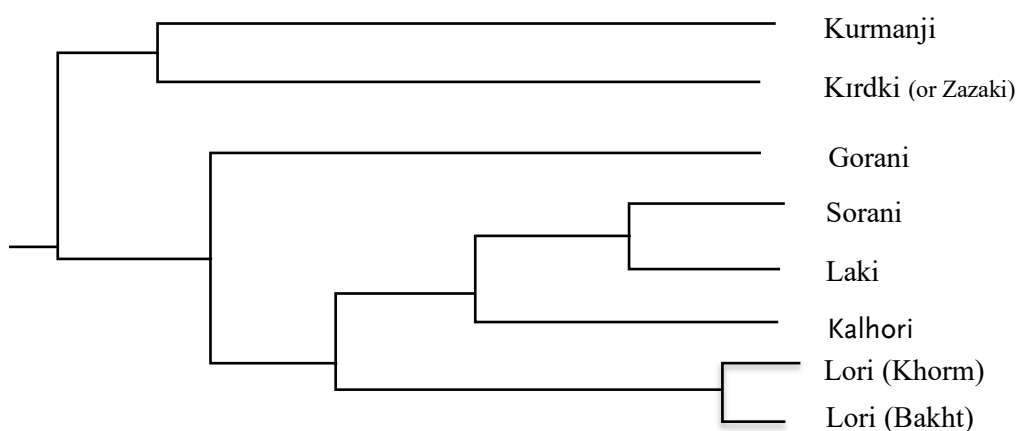 Kurmanji
Kırdki (or Zazaki)
Gorani
Sorani
Laki
Kalhori
Lori (Khorm)
Lori (Bakht)